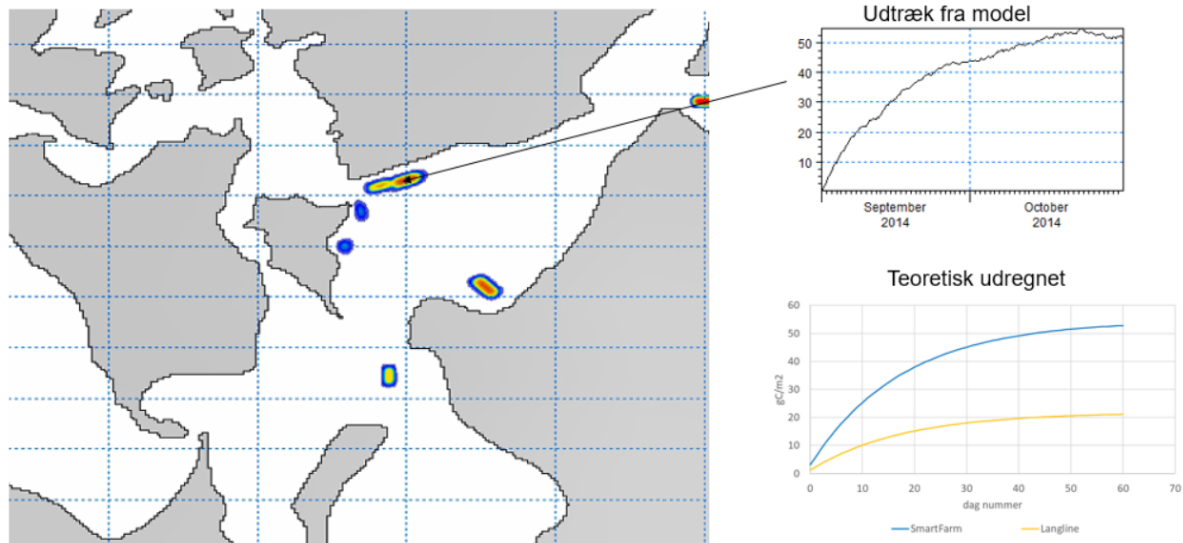 Udtræk fra model
50
40
30
20
10
September
2014
October
2014
Teoretisk udregnet
60
50
40
30
20
10
0
gC/m2
0 10 20 30 40 50 60 70
dag nummer
SmartFarm Langline